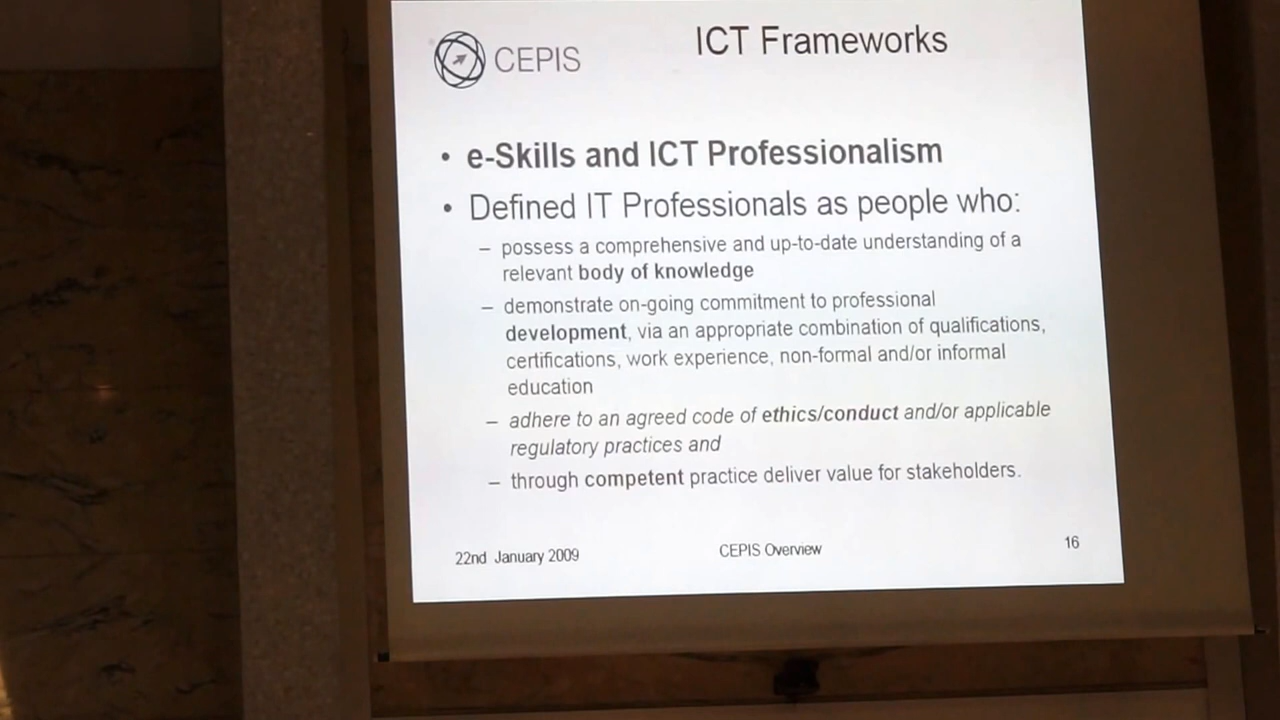 CEPIS
ICT Frameworks
• e-Skills and ICT Professionalism
• Defined IT Professionals as people who:
– possess a comprehensive and up-to-date understanding of a
relevant body of knowledge
– demonstrate on-going commitment to professional
development, via an appropriate combination of qualifications,
certifications, work experience, non-formal and/or informal
education
– adhere to an agreed code of ethics/conduct and/or applicable
regulatory practices and
– through competent practice deliver value for stakeholders.
22nd January 2009
CEPIS Overview
16